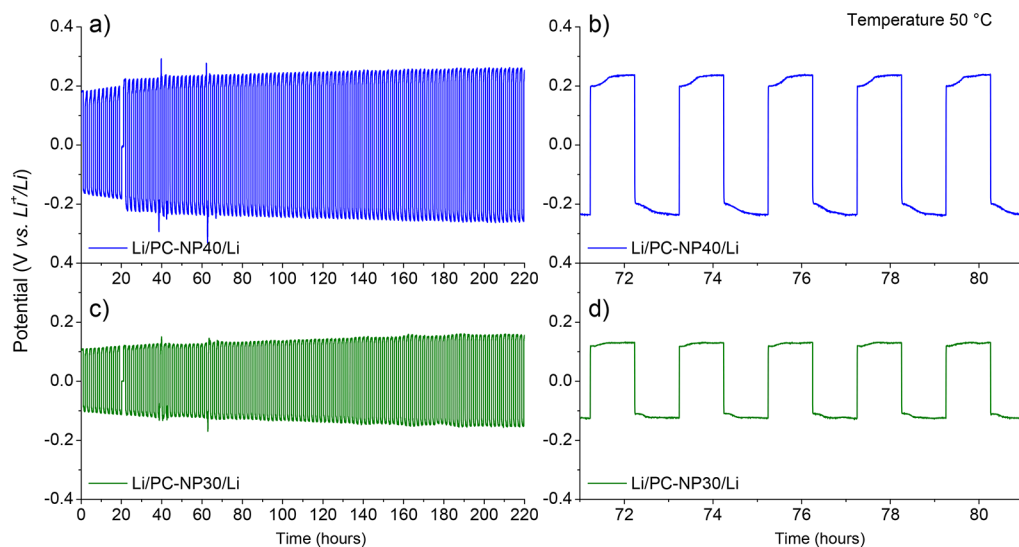 a)
0.4
0.2
0.0
-0.2
0.4
Li/PC-NP40/Li
0 20 40 60 80 100 120 140 160 180 200 220
b)
Temperature 50 °C
0.4
0.2
0.0
-0.2
0.4
Li/PC-NP40/Li
72 74 76 78 80
Potential (V vs. Li⁺/Li)
c)
0.2
0.0
-0.2
-0.4
Li/PC-NP30/Li
0 20 40 60 80 100 120 140 160 180 200 220
Time (hours)
d)
0.2
0.0
-0.2
-0.4
Li/PC-NP30/Li
72 74 76 78 80
Time (hours)